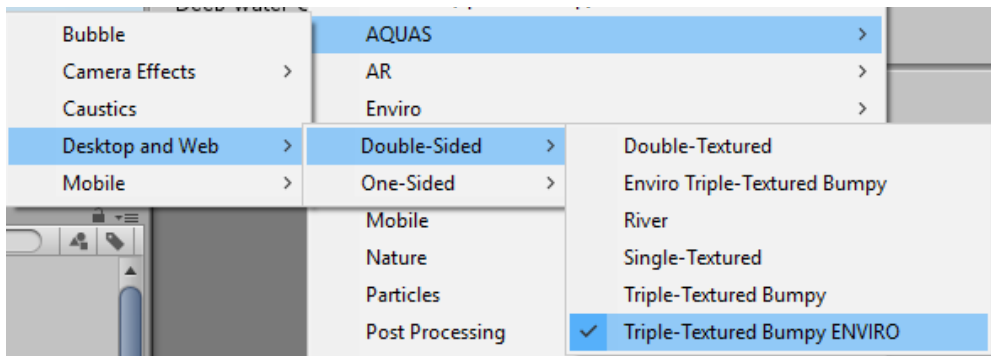 Bubble
Camera Effects
Caustics
Desktop and Web
Mobile
AQUAS
AR
Enviro
Double-Sided
One-Sided
Mobile
Nature
Particles
Post Processing
Double-Textured
Enviro Triple-Textured Bumpy
River
Single-Textured
Triple-Textured Bumpy
Triple-Textured Bumpy ENVIRO